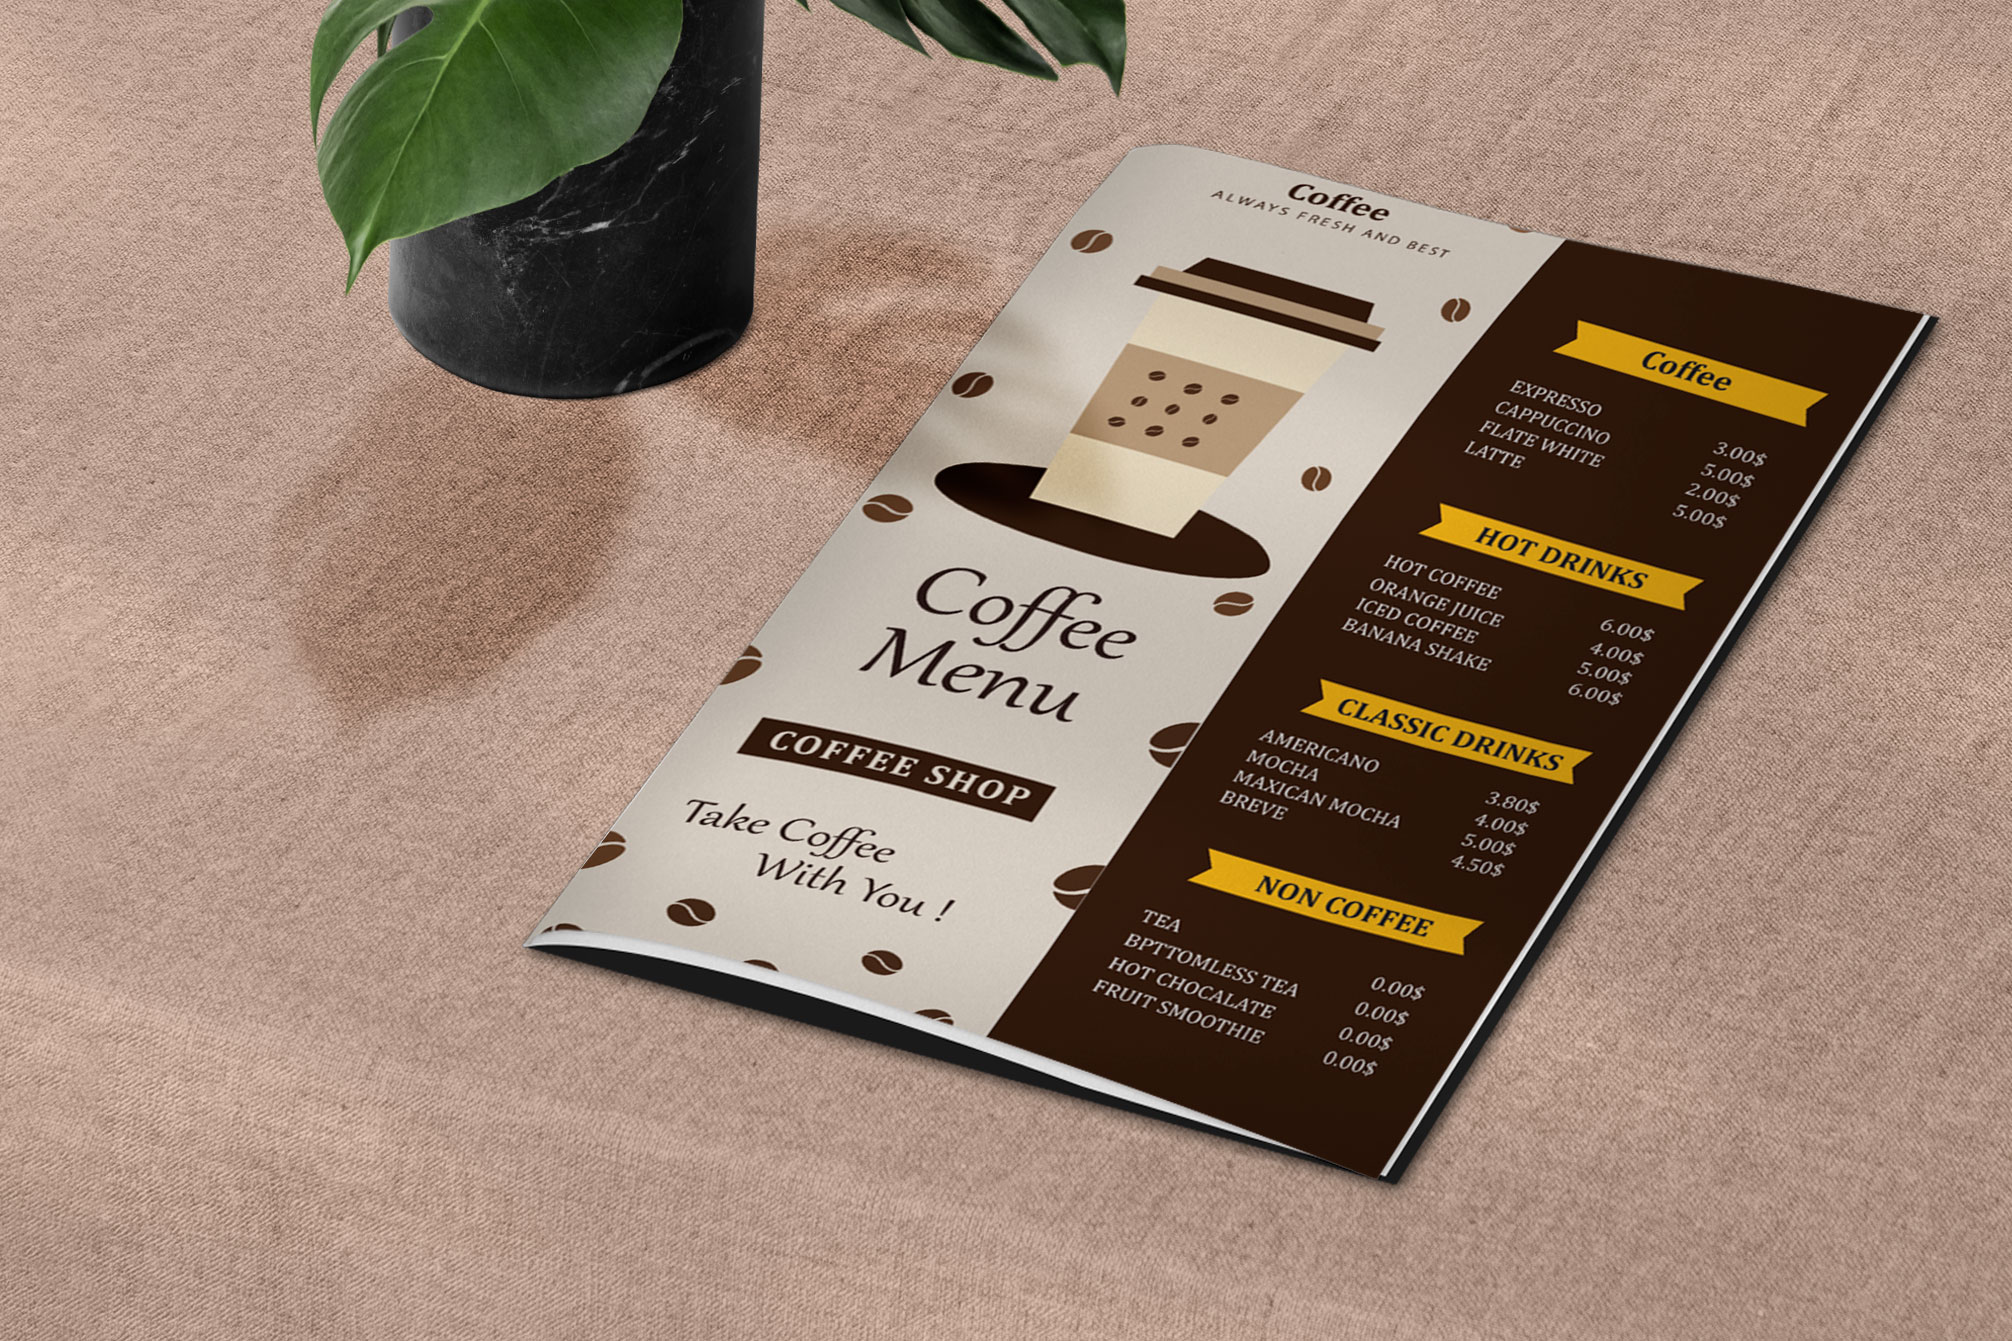 Coffee
ALWAYS FRESH AND BEST
Coffee
Menu
COFFEE SHOP
Take Coffee
With You !
Coffee
EXPRESSO 3.00$
CAPPUCCINO 5.00$
FLATE WHITE 2.00$
LATTE 5.00$
HOT DRINKS
HOT COFFEE 6.00$
ORANGE JUICE 4.00$
ICED COFFEE 5.00$
BANANA SHAKE 6.00$
CLASSIC DRINKS
AMERICANO 3.80$
MOCHA 4.00$
MAXICAN MOCHA 5.00$
BREVE 4.50$
NON COFFEE
TEA 0.00$
BPTTOMLESS TEA 0.00$
HOT CHOCALATE 0.00$
FRUIT SMOOTHIE 0.00$